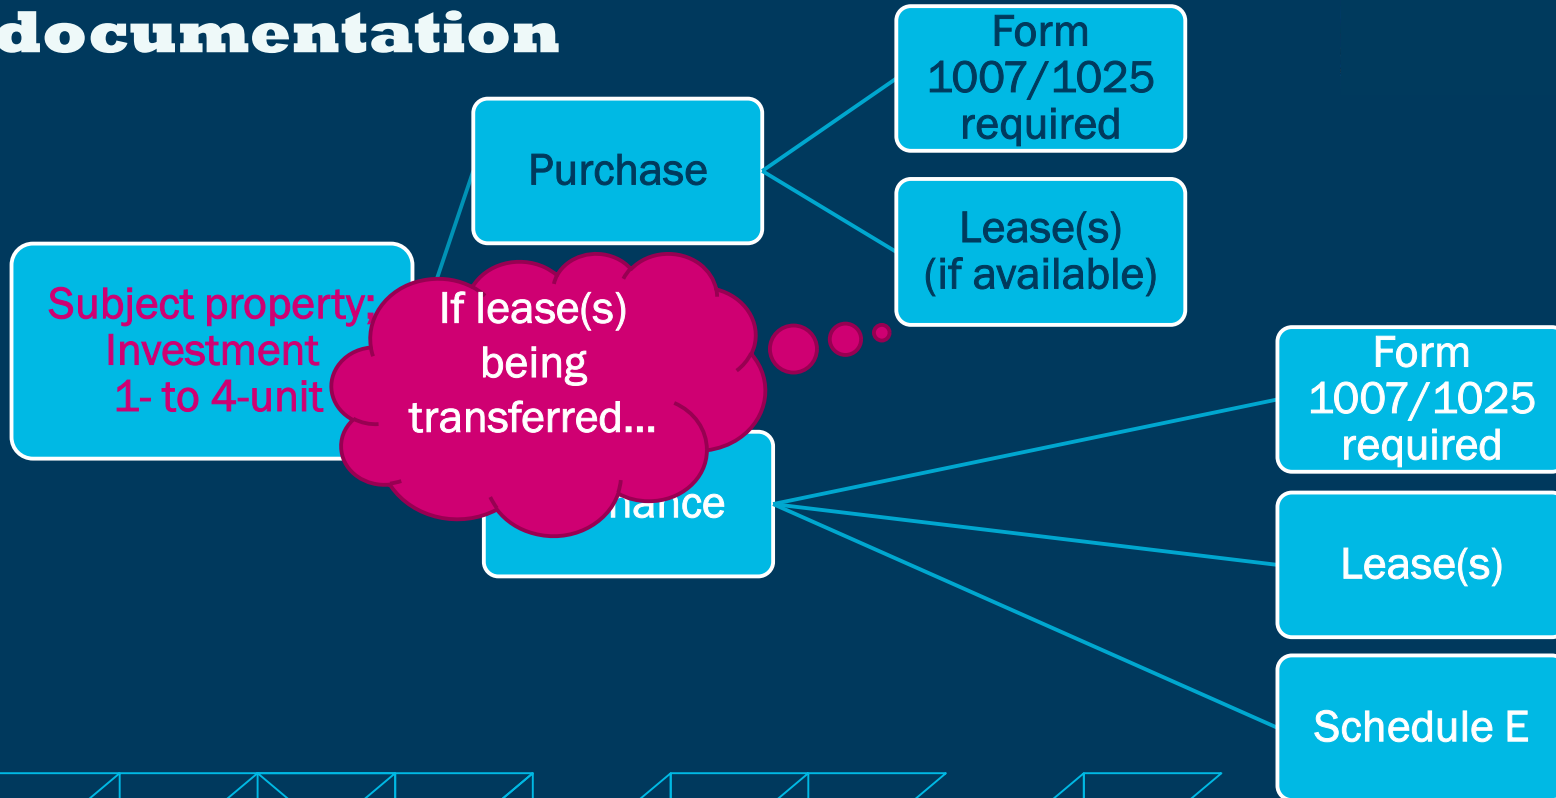 documentation
Form
1007/1025
required
Purchase
Lease(s)
(if available)
Subject property;
Investment
1- to 4-unit
If lease(s)
being
transferred...
Form
1007/1025
required
Lease(s)
Schedule E